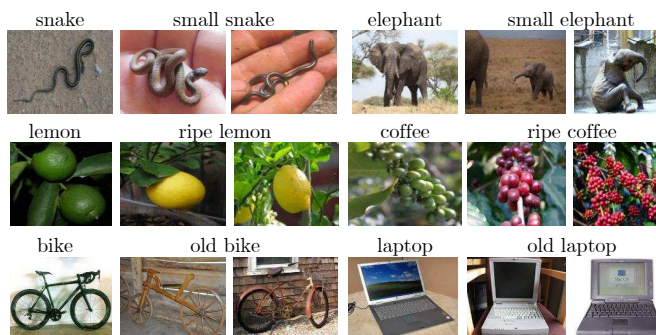 snake small snake elephant small elephant
lemon ripe lemon coffee ripe coffee
bike old bike laptop old laptop